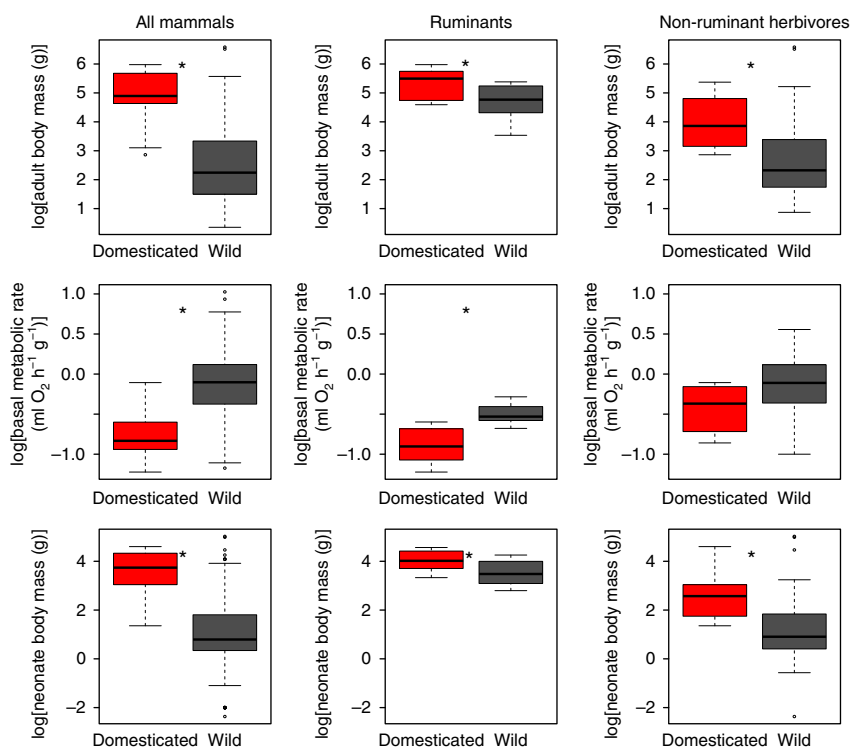 All mammals
Ruminants
Non-ruminant herbivores
log[adult body mass (g)]
6
5
4
3
2
1
*
Domesticated Wild
log[adult body mass (g)]
6
5
4
3
2
1
*
Domesticated Wild
log[adult body mass (g)]
6
5
4
3
2
1
*
Domesticated Wild
log[basal metabolic rate
(ml O₂ h⁻¹ g⁻¹)]
1.0
0.5
0.0
–1.0
*
Domesticated Wild
log[basal metabolic rate
(ml O₂ h⁻¹ g⁻¹)]
1.0
0.5
0.0
–1.0
*
Domesticated Wild
log[basal metabolic rate
(ml O₂ h⁻¹ g⁻¹)]
1.0
0.5
0.0
–1.0
Domesticated Wild
log[neonate body mass (g)]
4
2
0
–2
*
Domesticated Wild
log[neonate body mass (g)]
4
2
0
–2
*
Domesticated Wild
log[neonate body mass (g)]
4
2
0
–2
*
Domesticated Wild